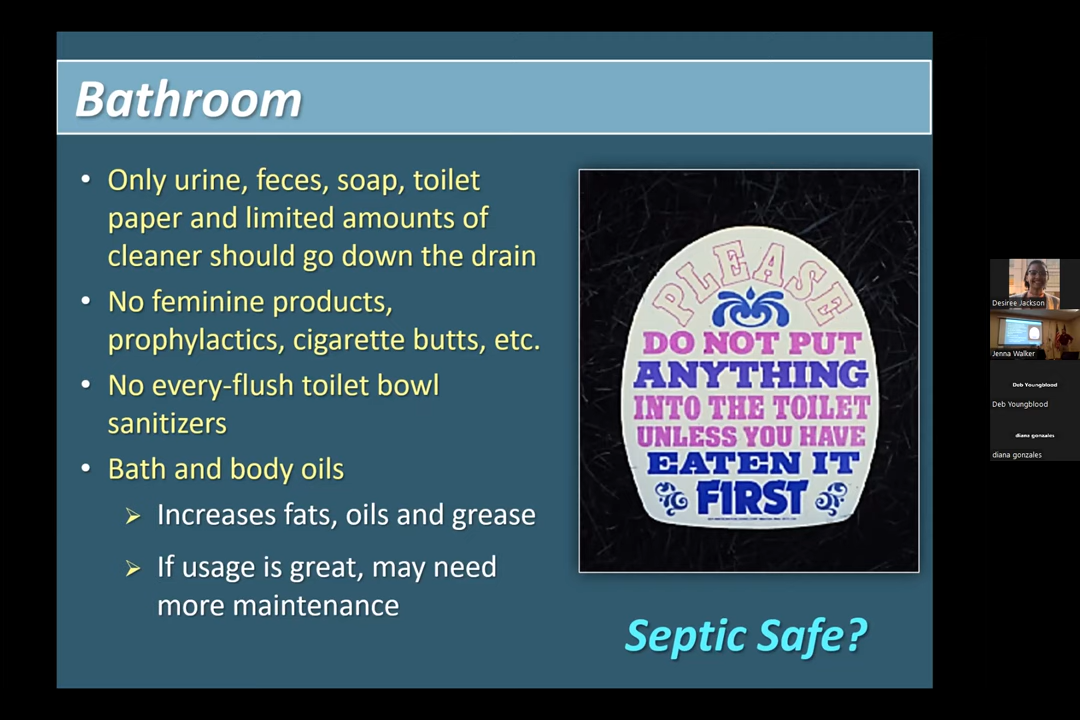 Bathroom
• Only urine, feces, soap, toilet
paper and limited amounts of
cleaner should go down the drain
• No feminine products,
prophylactics, cigarette butts, etc.
• No every-flush toilet bowl
sanitizers
• Bath and body oils
➢ Increases fats, oils and grease
➢ If usage is great, may need
more maintenance
PLEASE
DO NOT PUT
ANYTHING
INTO THE TOILET
UNLESS YOU HAVE
EATEN IT
FIRST
Septic Safe?
Desiree Jackson
Jenna Walker
Deb Youngblood
Deb Youngblood
diana gonzales
diana gonzales